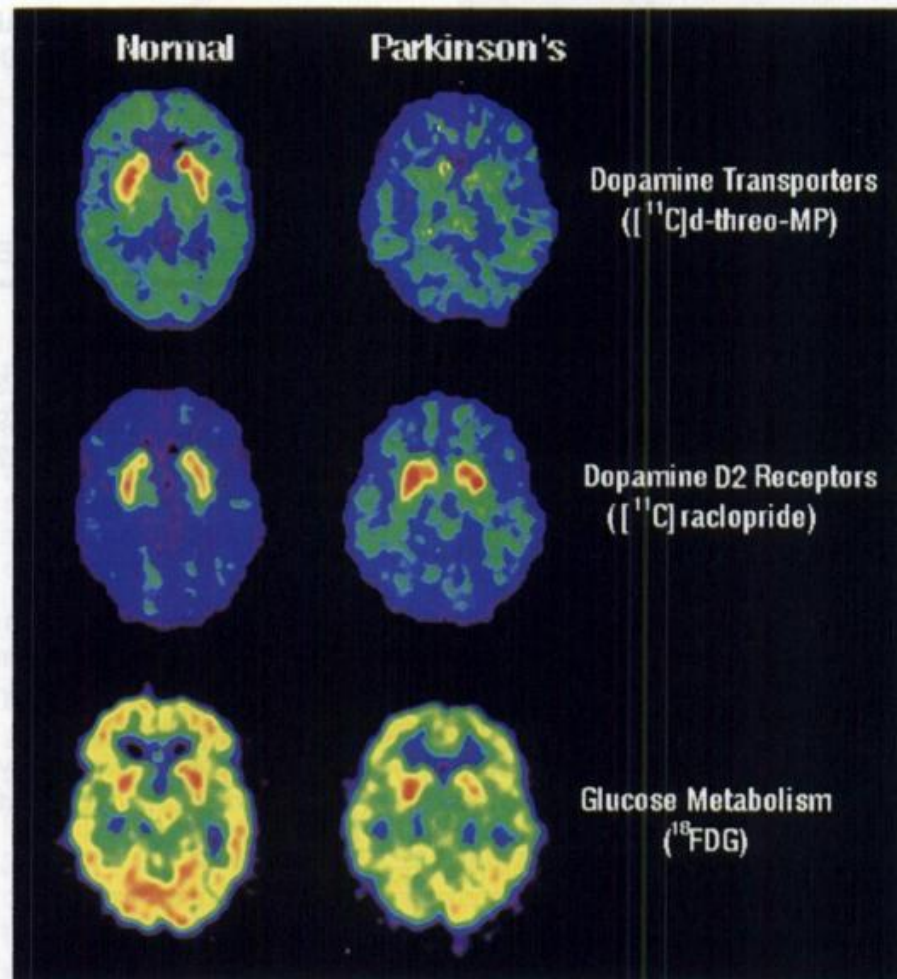 Normal
Parkinson's
Dopamine Transporters
([¹¹C]d-threo-MP)
Dopamine D2 Receptors
([¹¹C] raclopride)
Glucose Metabolism
(¹⁸FDG)